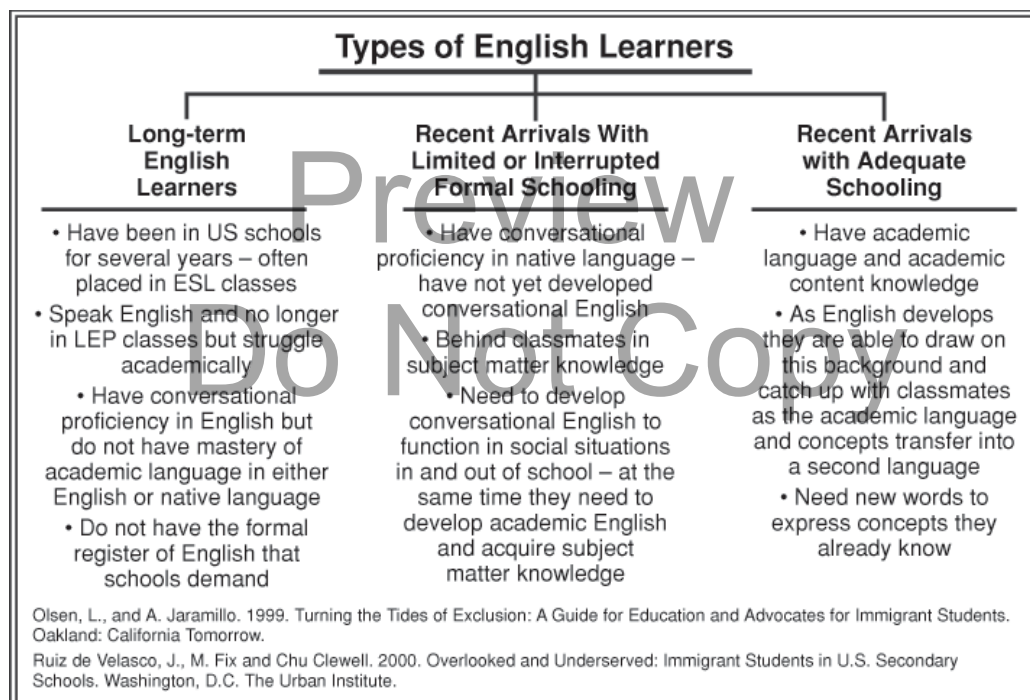 Types of English Learners
Long-term
English
Learners
• Have been in US schools
for several years – often
placed in ESL classes
• Speak English and no longer
in LEP classes but struggle
academically
• Have conversational
proficiency in English but
do not have mastery of
academic language in either
English or native language
• Do not have the formal
register of English that
schools demand
Recent Arrivals With
Limited or Interrupted
Formal Schooling
• Have conversational
proficiency in native language –
have not yet developed
conversational English
• Behind classmates in
subject matter knowledge
• Need to develop
conversational English to
function in social situations
in and out of school – at the
same time they need to
develop academic English
and acquire subject
matter knowledge
Recent Arrivals
with Adequate
Schooling
• Have academic
language and academic
content knowledge
• As English develops
they are able to draw on
this background and
catch up with classmates
as the academic language
and concepts transfer into
a second language
• Need new words to
express concepts they
already know
Olsen, L., and A. Jaramillo. 1999. Turning the Tides of Exclusion: A Guide for Education and Advocates for Immigrant Students.
Oakland: California Tomorrow.
Ruiz de Velasco, J., M. Fix and Chu Clewell. 2000. Overlooked and Underserved: Immigrant Students in U.S. Secondary
Schools. Washington, D.C. The Urban Institute.
Preview
Do Not Copy